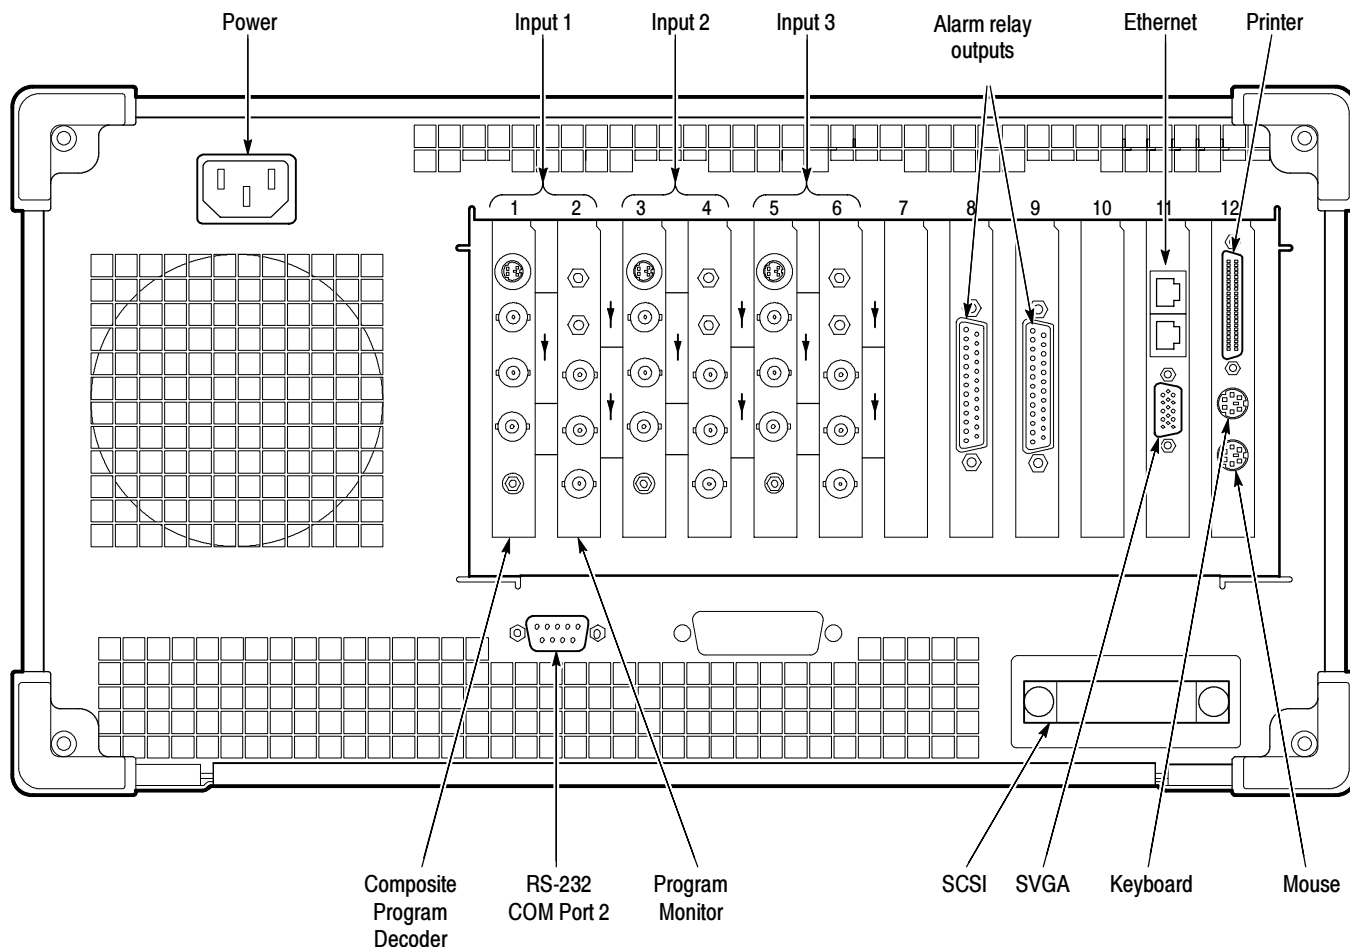 Power
Input 1
Input 2
Input 3
Alarm relay
outputs
Ethernet
Printer
1
2
3
4
5
6
7
8
9
10
11
12
Composite
Program
Decoder
RS-232
COM Port 2
Program
Monitor
SCSI
SVGA
Keyboard
Mouse